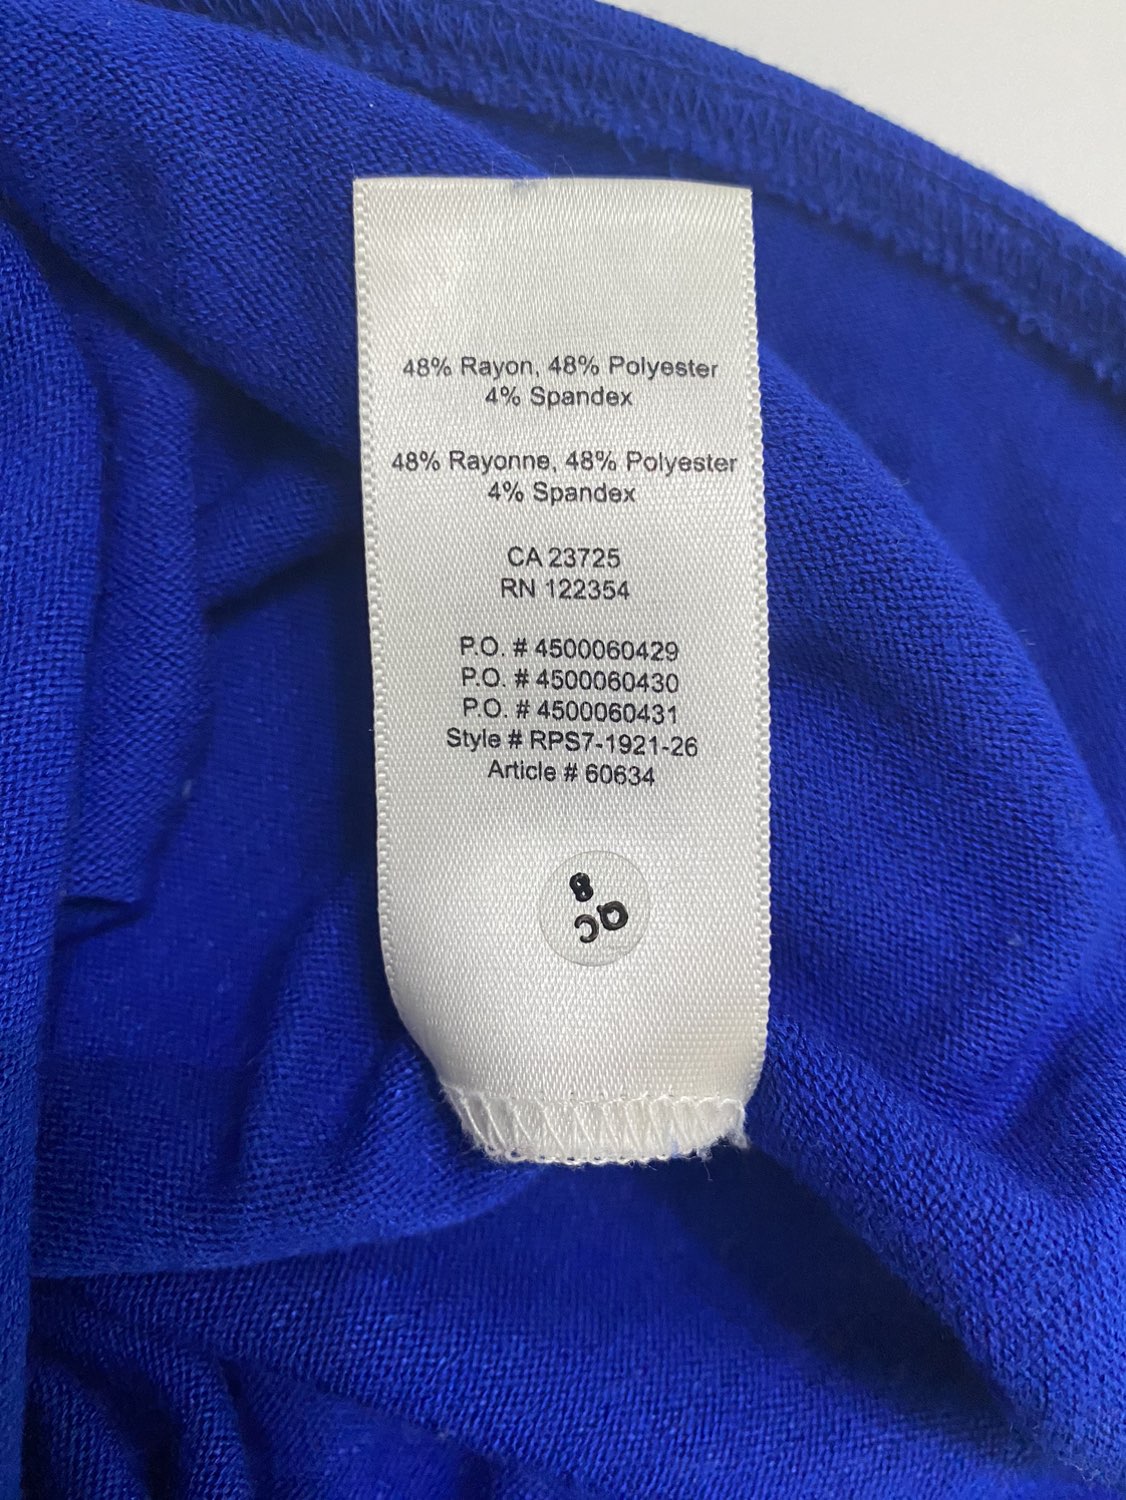 48% Rayon, 48% Polyester
4% Spandex
48% Rayonne, 48% Polyester
4% Spandex
CA 23725
RN 122354
P.O. # 4500060429
P.O. # 4500060430
P.O. # 4500060431
Style # RPS7-1921-26
Article # 60634
QC
8